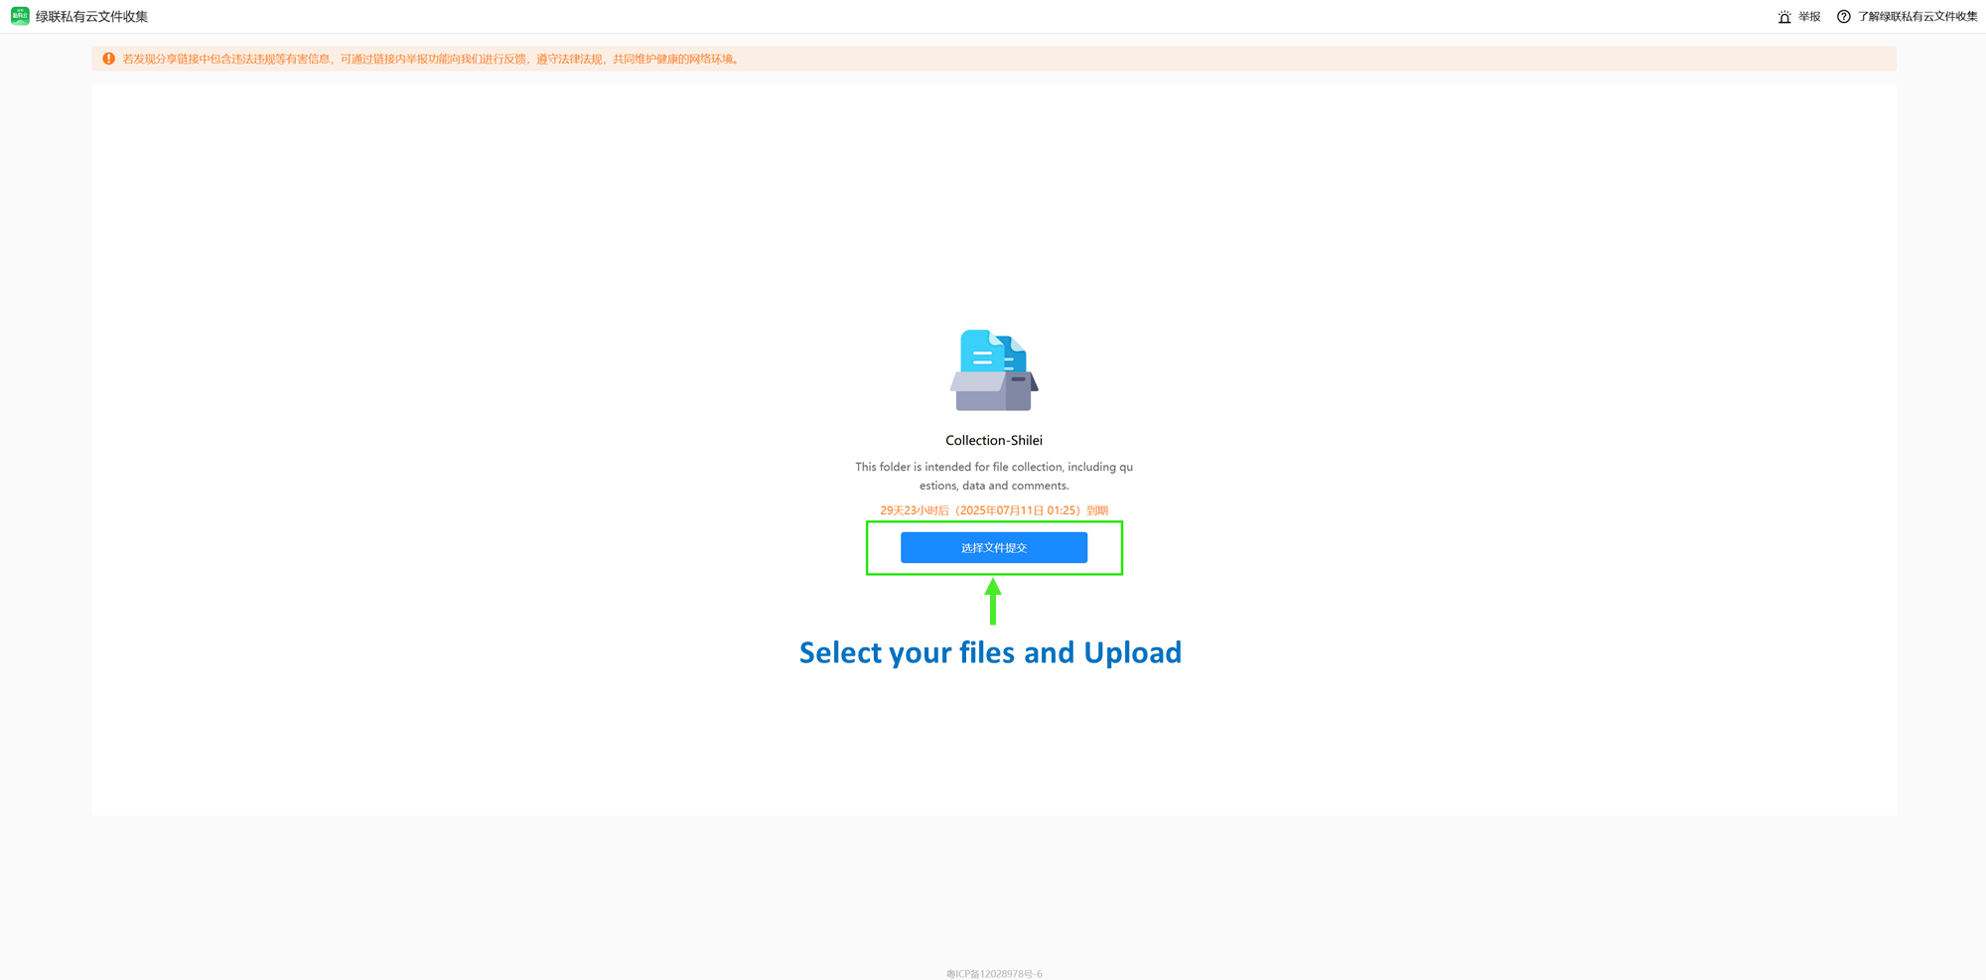 绿联私有云文件收集
举报
了解绿联私有云文件收集
若发现分享链接中包含违法违规等有害信息，可通过链接内举报功能向我们进行反馈，遵守法律法规，共同维护健康的网络环境。
Collection-Shilei
This folder is intended for file collection, including qu
estions, data and comments.
29天23小时后（2025年07月11日 01:25）到期
选择文件提交
Select your files and Upload
粤ICP备12028978号-6